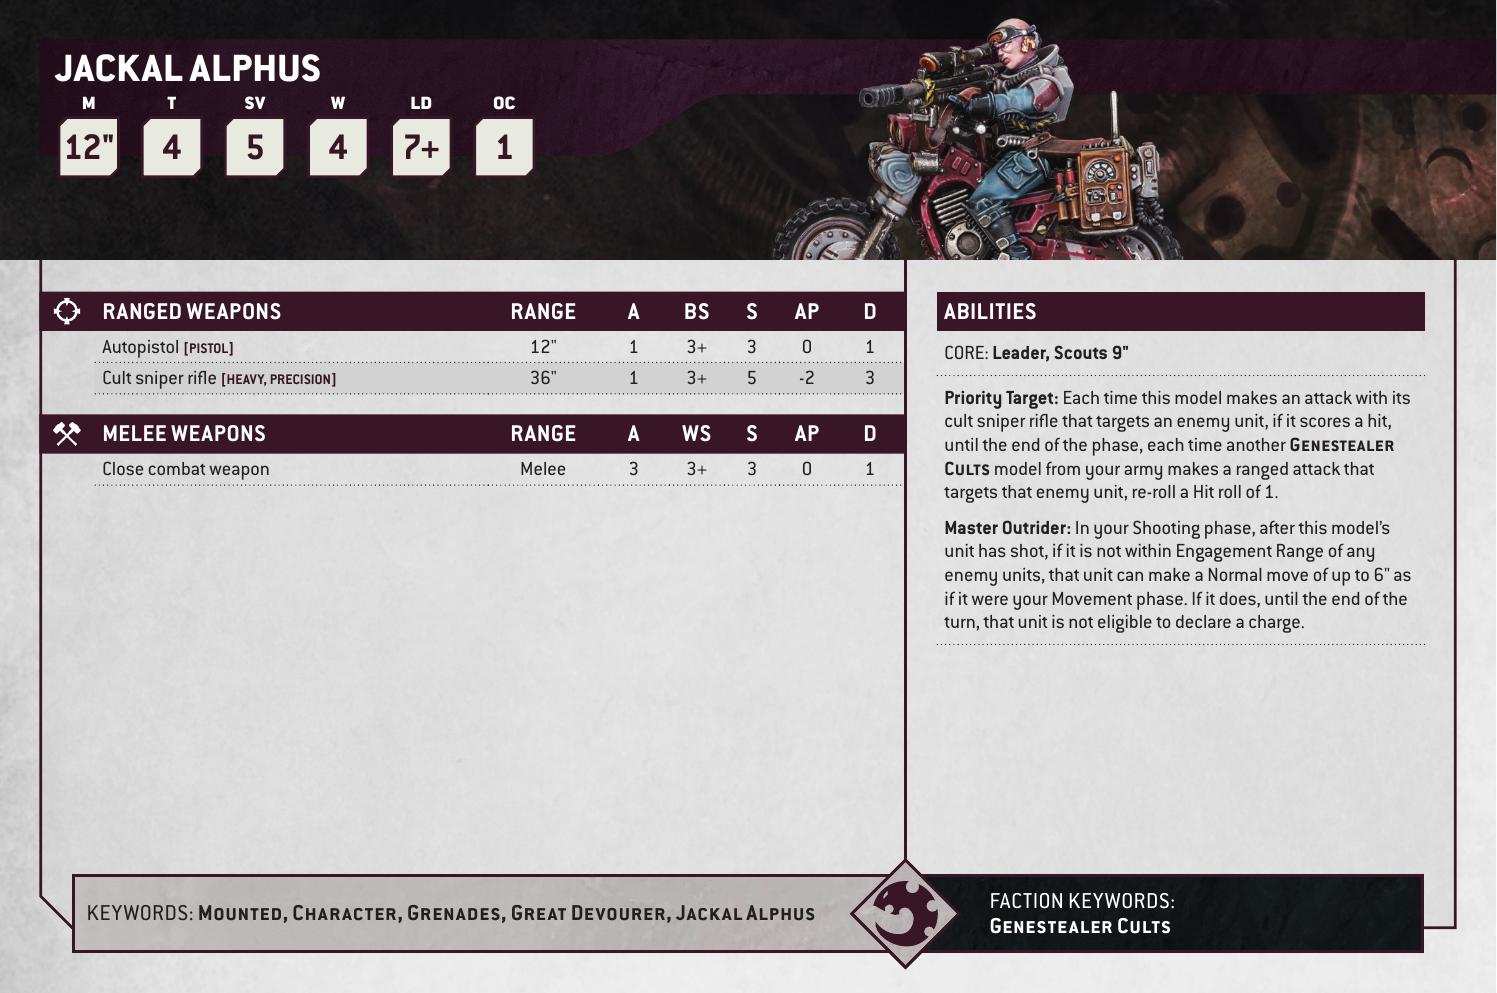 JACKAL ALPHUS
M T SV W LD OC
12" 4 5 4 7+ 1
RANGED WEAPONS RANGE A BS S AP D
Autopistol [PISTOL] 12" 1 3+ 3 0 1
Cult sniper rifle [HEAVY, PRECISION] 36" 1 3+ 5 -2 3
MELEE WEAPONS RANGE A WS S AP D
Close combat weapon Melee 3 3+ 3 0 1
ABILITIES
CORE: Leader, Scouts 9"
Priority Target: Each time this model makes an attack with its
cult sniper rifle that targets an enemy unit, if it scores a hit,
until the end of the phase, each time another GENESTEALER
CULTS model from your army makes a ranged attack that
targets that enemy unit, re-roll a Hit roll of 1.
Master Outrider: In your Shooting phase, after this model’s
unit has shot, if it is not within Engagement Range of any
enemy units, that unit can make a Normal move of up to 6" as
if it were your Movement phase. If it does, until the end of the
turn, that unit is not eligible to declare a charge.
KEYWORDS: MOUNTED, CHARACTER, GRENADES, GREAT DEVOURER, JACKAL ALPHUS
FACTION KEYWORDS:
GENESTEALER CULTS